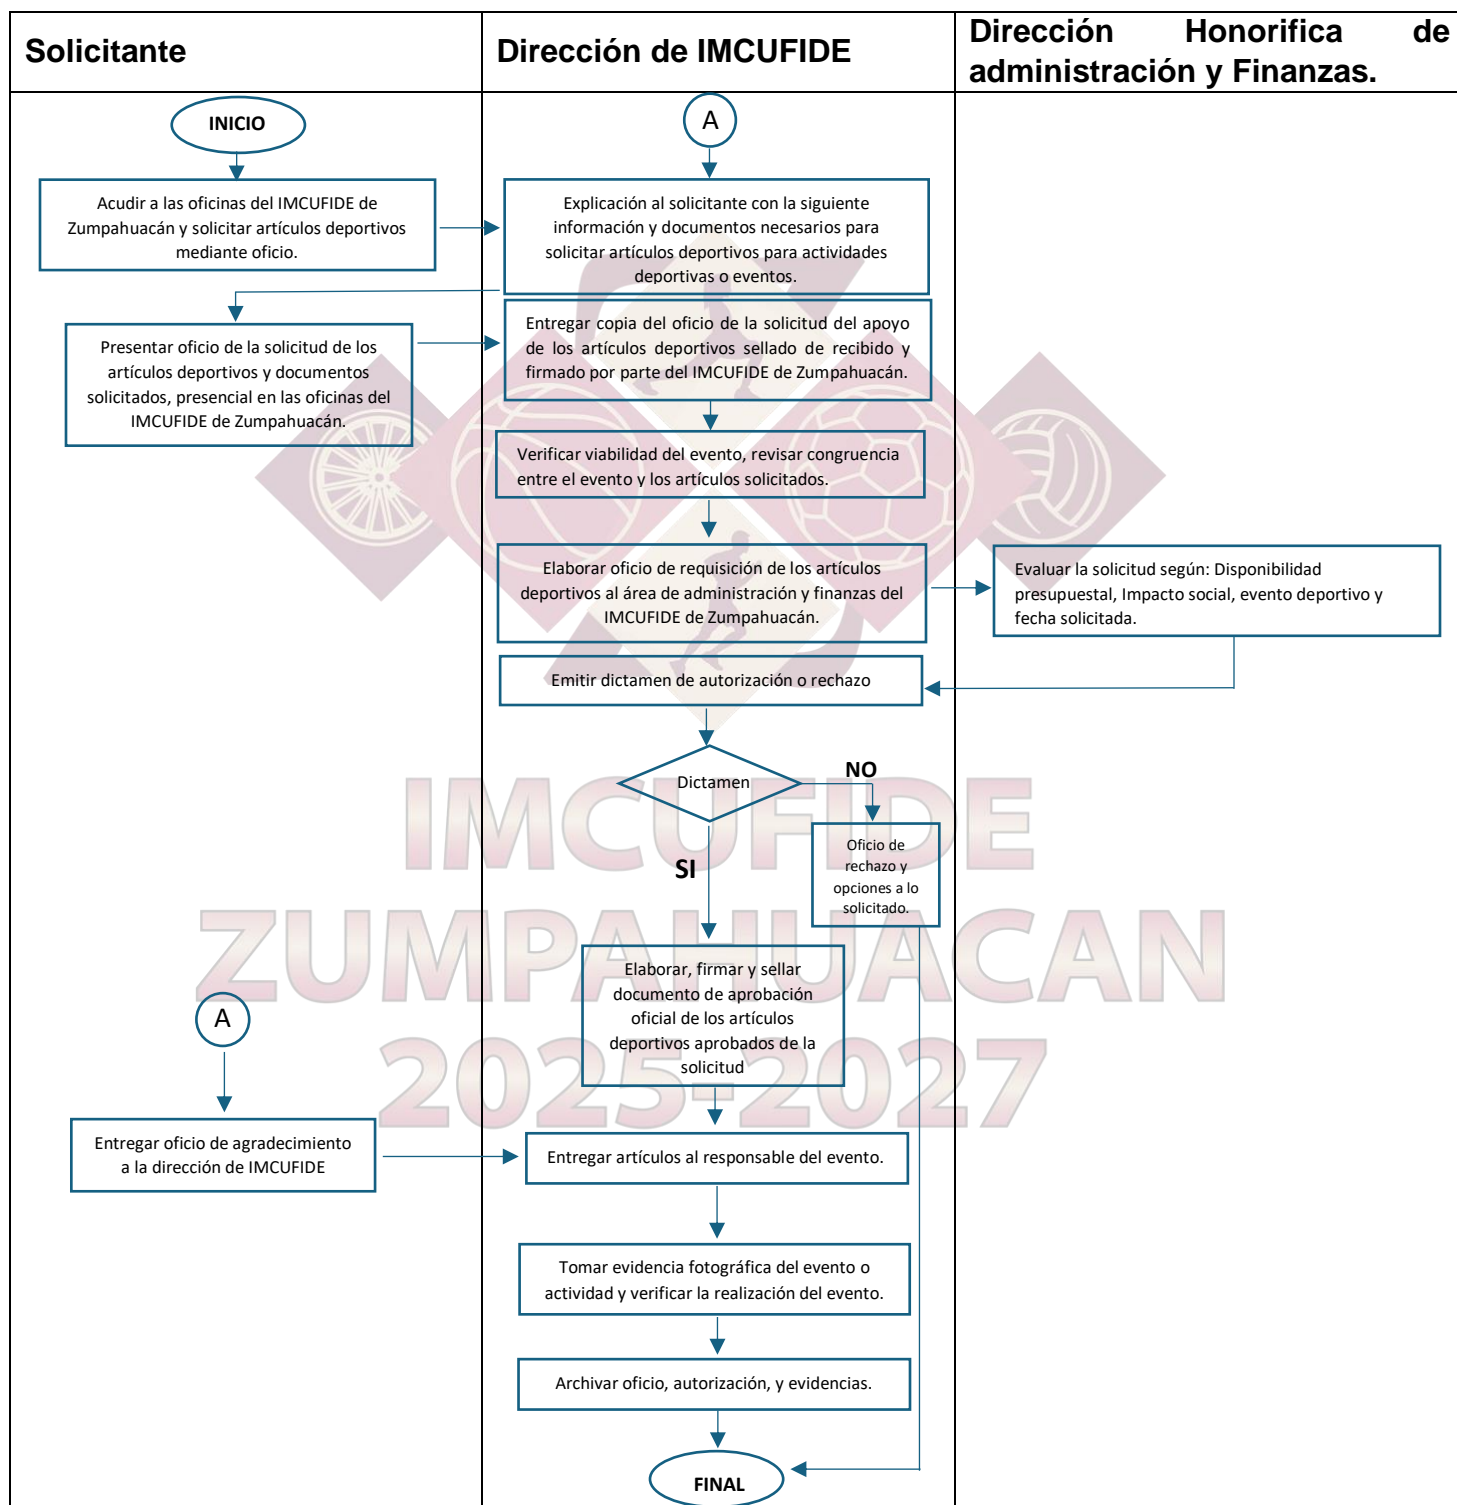 Solicitante
Dirección de IMCUFIDE
Dirección Honorifica de
administración y Finanzas.
INICIO
A
Acudir a las oficinas del IMCUFIDE de
Zumpahuacán y solicitar artículos deportivos
mediante oficio.
Explicación al solicitante con la siguiente
información y documentos necesarios para
solicitar artículos deportivos para actividades
deportivas o eventos.
Presentar oficio de la solicitud de los
artículos deportivos y documentos
solicitados, presencial en las oficinas del
IMCUFIDE de Zumpahuacán.
Entregar copia del oficio de la solicitud del apoyo
de los artículos deportivos sellado de recibido y
firmado por parte del IMCUFIDE de Zumpahuacán.
Verificar viabilidad del evento, revisar congruencia
entre el evento y los artículos solicitados.
Elaborar oficio de requisición de los artículos
deportivos al área de administración y finanzas del
IMCUFIDE de Zumpahuacán.
Evaluar la solicitud según: Disponibilidad
presupuestal, Impacto social, evento deportivo y
fecha solicitada.
Emitir dictamen de autorización o rechazo
Dictamen
NO
SI
Oficio de
rechazo y
opciones a lo
solicitado.
Elaborar, firmar y sellar
documento de aprobación
oficial de los artículos
deportivos aprobados de la
solicitud
A
Entregar oficio de agradecimiento
a la dirección de IMCUFIDE
Entregar artículos al responsable del evento.
Tomar evidencia fotográfica del evento o
actividad y verificar la realización del evento.
Archivar oficio, autorización, y evidencias.
FINAL
IMCUFIDE
ZUMPAHUACAN
2025-2027